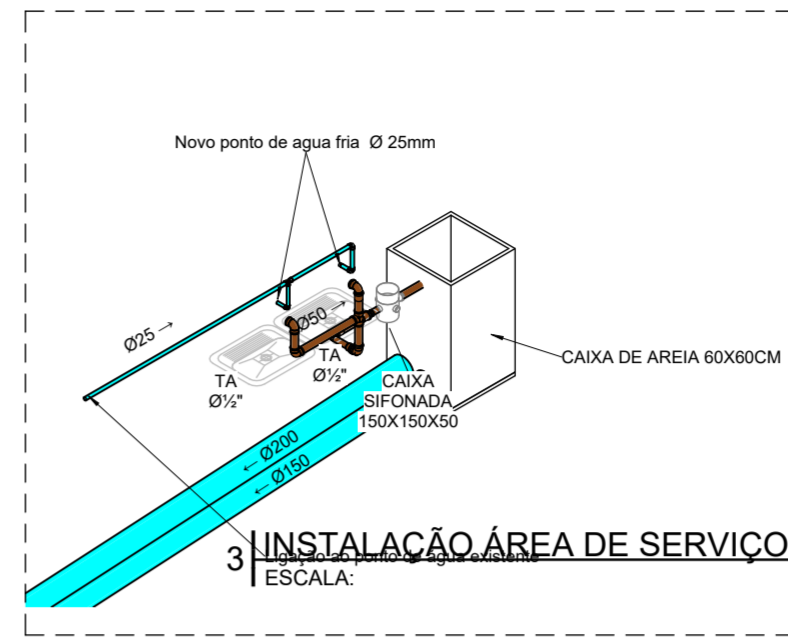 Novo ponto de agua fria Ø 25mm
Ø25 →
Ø50 →
TA
Ø½"
TA
Ø½"
CAIXA
SIFONADA
150X150X50
CAIXA DE AREIA 60X60CM
← Ø200
← Ø150
3
INSTALAÇÃO ÁREA DE SERVIÇO
Ligação ao ponto de água existente
ESCALA: